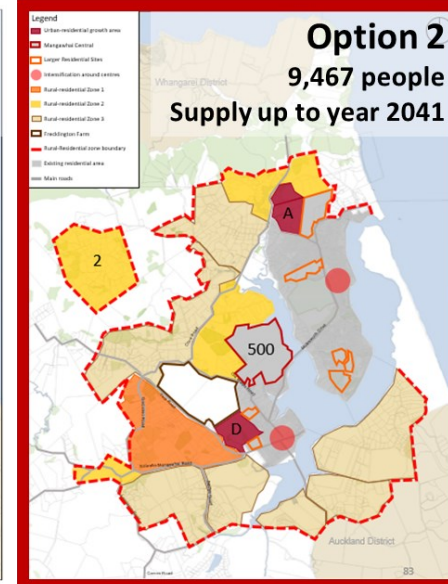 Legend
Urban-residential growth area
Mangawhai Central
Larger Residential Sites
Intensification around centres
Rural-residential Zone 1
Rural-residential Zone 2
Rural-residential Zone 3
Frecklington Farm
Rural-Residential zone boundary
Existing residential area
Main roads
Option 2
9,467 people
Supply up to year 2041
Whangarei District
A
2
500
D
Auckland District
83